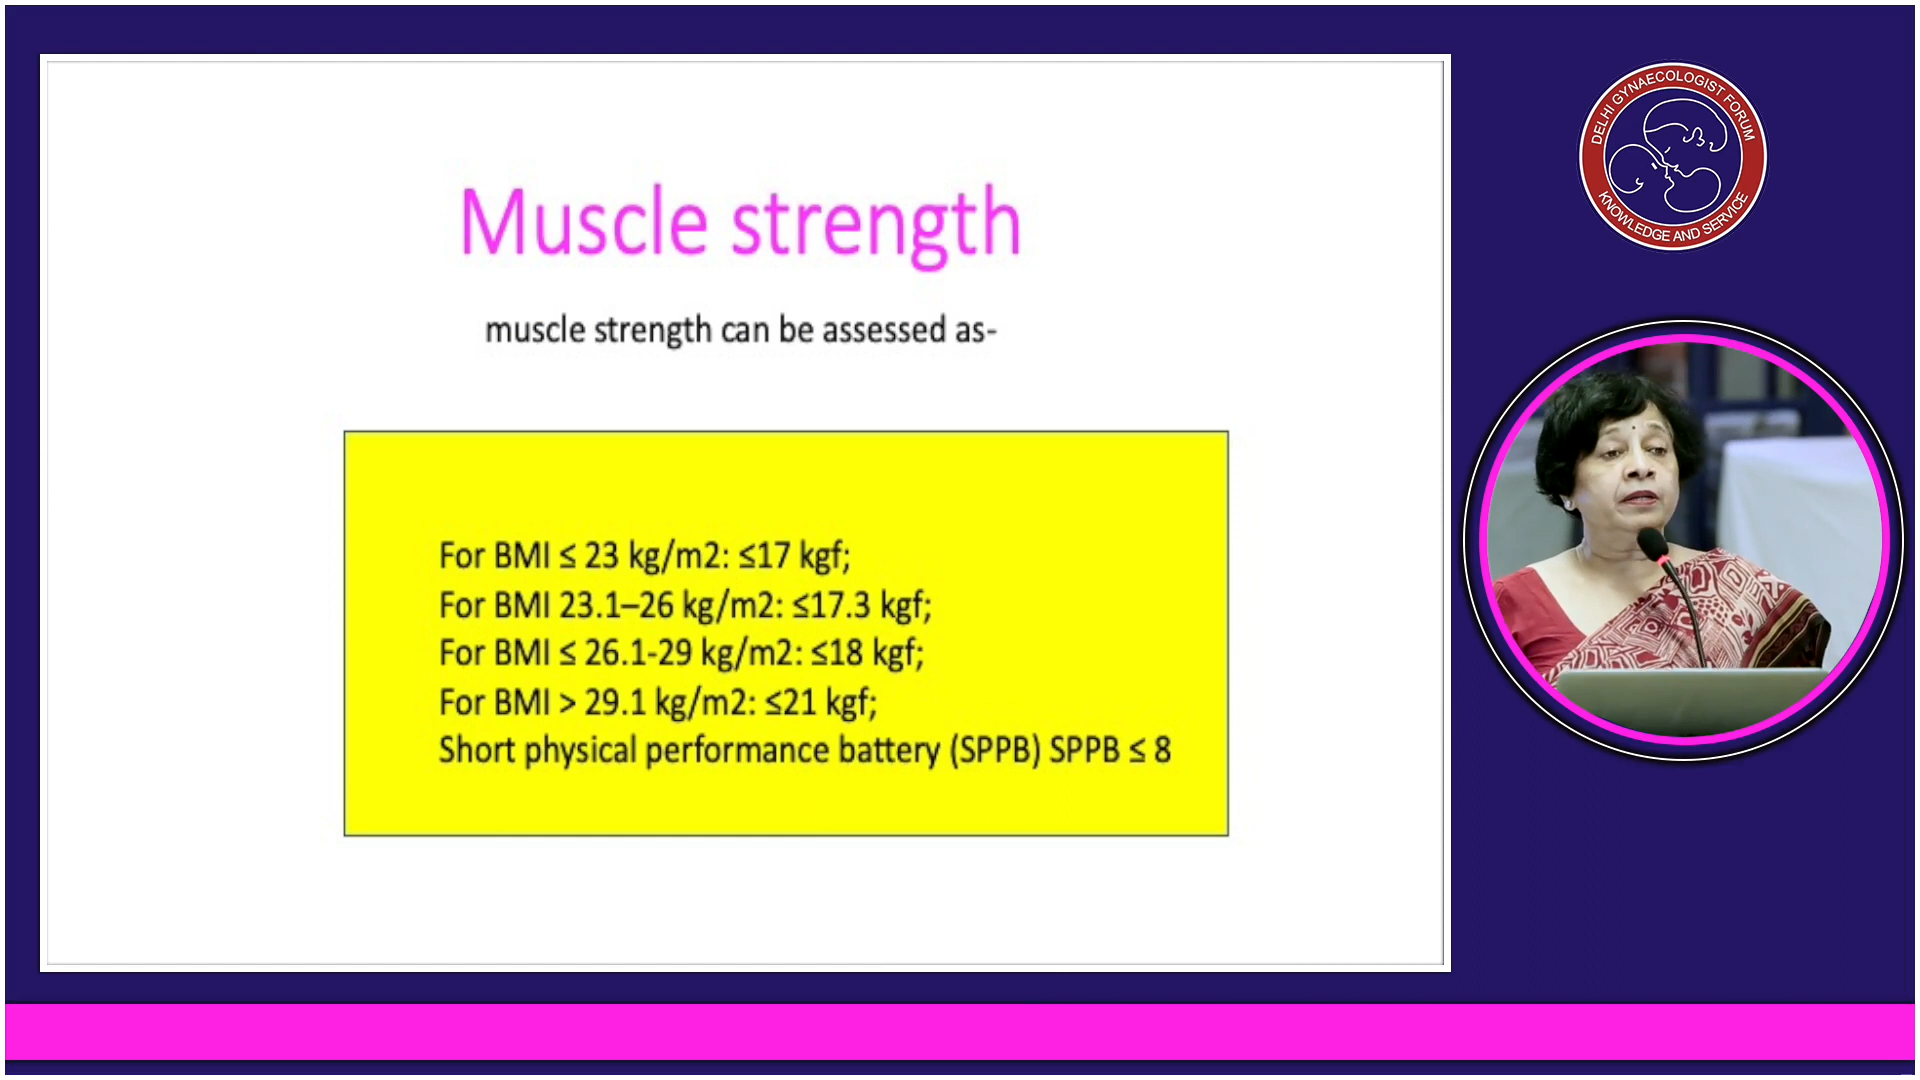 Muscle strength
muscle strength can be assessed as-
For BMI ≤ 23 kg/m2: ≤17 kgf;
For BMI 23.1–26 kg/m2: ≤17.3 kgf;
For BMI ≤ 26.1-29 kg/m2: ≤18 kgf;
For BMI > 29.1 kg/m2: ≤21 kgf;
Short physical performance battery (SPPB) SPPB ≤ 8
DELHI GYNAECOLOGIST FORUM
KNOWLEDGE AND SERVICE